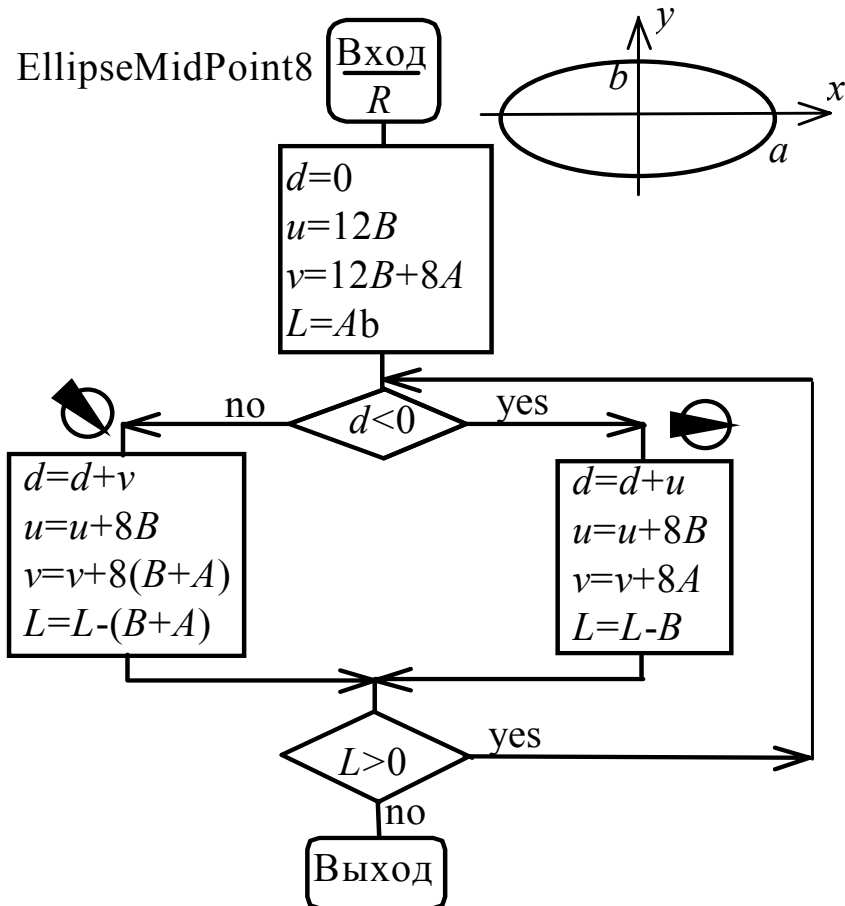 EllipseMidPoint8
Вход
R
y
b
x
a
d=0
u=12B
v=12B+8A
L=Ab
no
d<0
yes
d=d+v
u=u+8B
v=v+8(B+A)
L=L-(B+A)
d=d+u
u=u+8B
v=v+8A
L=L-B
L>0
yes
no
Выход